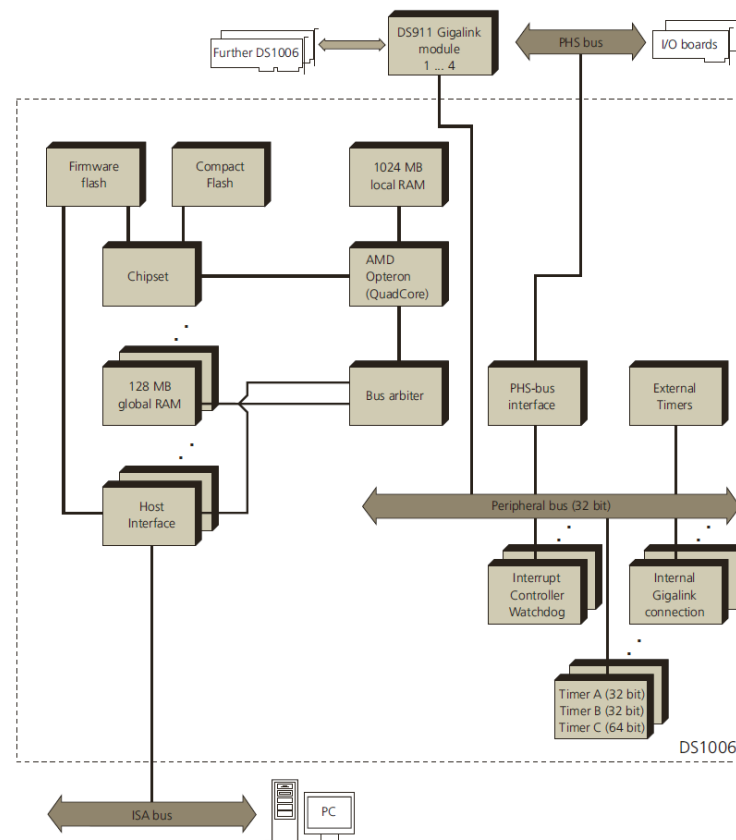 DS911 Gigalink
module
1 ... 4
Further DS1006
PHS bus
I/O boards
Firmware
flash
Compact
Flash
1024 MB
local RAM
Chipset
AMD
Opteron
(QuadCore)
128 MB
global RAM
Bus arbiter
PHS-bus
interface
External
Timers
Host
Interface
Peripheral bus (32 bit)
Interrupt
Controller
Watchdog
Internal
Gigalink
connection
Timer A (32 bit)
Timer B (32 bit)
Timer C (64 bit)
DS1006
ISA bus
PC